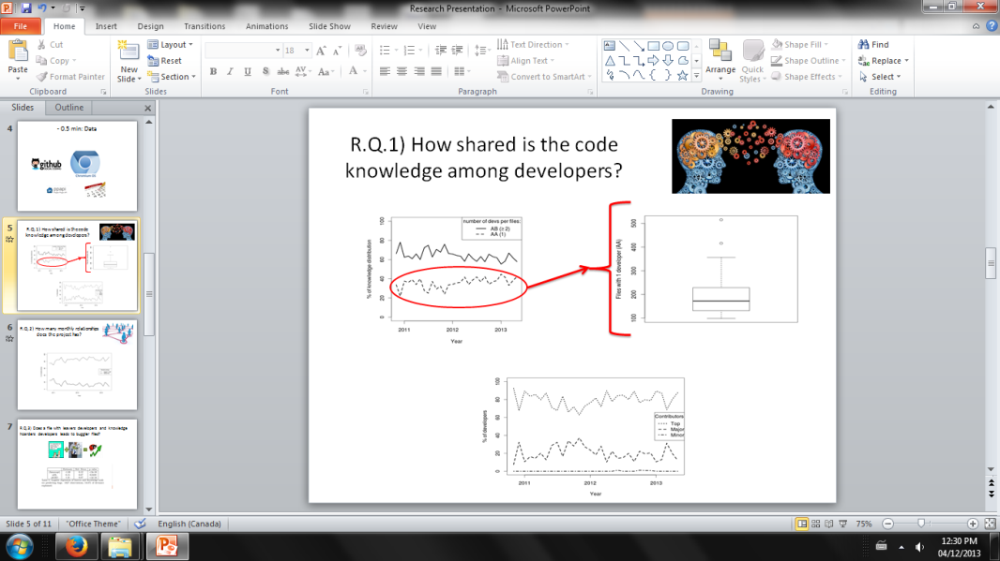 Research Presentation - Microsoft PowerPoint
File
Home
Insert
Design
Transitions
Animations
Slide Show
Review
View
Paste
Cut
Copy
Format Painter
Clipboard
New
Slide
Layout
Reset
Section
Slides
18
B I U S abc AV Aa A
Font
Text Direction
Align Text
Convert to SmartArt
Paragraph
Arrange
Quick
Styles
Shape Fill
Shape Outline
Shape Effects
Drawing
Find
Replace
Select
Editing
Slides
Outline
4
- 0.5 min: Data
github
5
R.Q.1) How shared is the code
knowledge among developers?
6
R.Q.2) How many monthly relationships
does the project has?
7
R.Q.3) Does a file with leavers developers and knowledge
hoarders developers leads to buggier files?
R.Q.1) How shared is the code
knowledge among developers?
number of devs per files:
AB (≥ 2)
AA (1)
% of knowledge distribution
0 20 40 60 80 100
2011 2012 2013
Year
Files with 1 developer (AA)
100 200 300 400 500
Contributors
Top
Major
Minor
% of developers
0 20 40 60 80 100
2011 2012 2013
Year
Slide 5 of 11
"Office Theme"
English (Canada)
75%
12:30 PM
04/12/2013